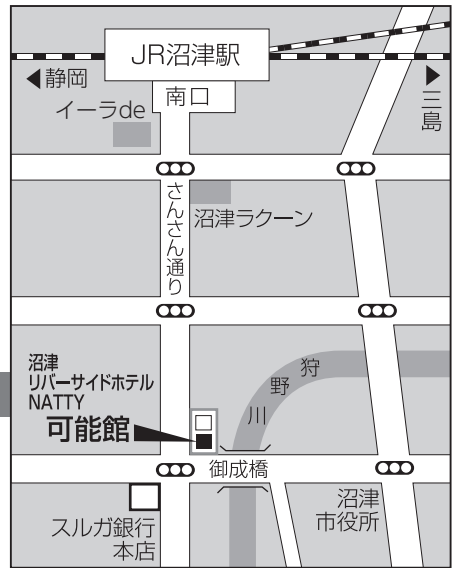 JR沼津駅
静岡
南口
三島
イーラde
さんさん通り
沼津ラクーン
沼津
リバーサイドホテル
NATTY
可能館
狩野川
御成橋
スルガ銀行
本店
沼津
市役所